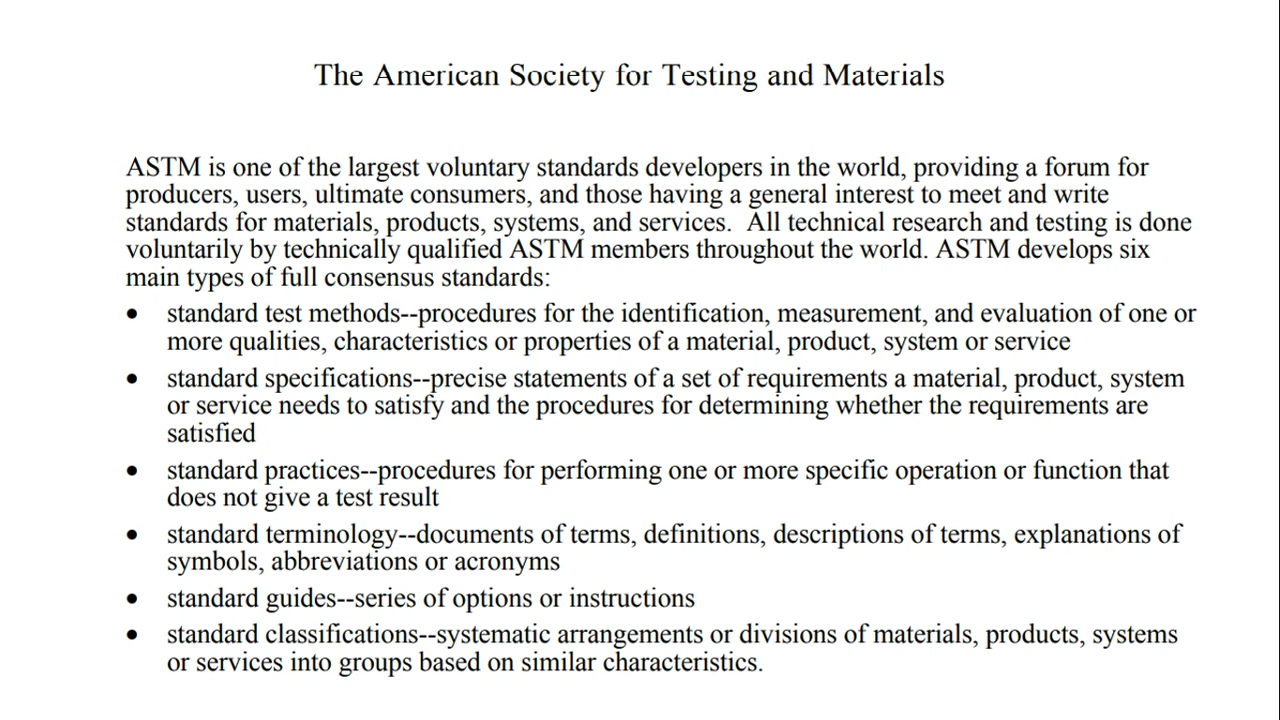 The American Society for Testing and Materials
ASTM is one of the largest voluntary standards developers in the world, providing a forum for
producers, users, ultimate consumers, and those having a general interest to meet and write
standards for materials, products, systems, and services.  All technical research and testing is done
voluntarily by technically qualified ASTM members throughout the world. ASTM develops six
main types of full consensus standards:
• standard test methods--procedures for the identification, measurement, and evaluation of one or
more qualities, characteristics or properties of a material, product, system or service
• standard specifications--precise statements of a set of requirements a material, product, system
or service needs to satisfy and the procedures for determining whether the requirements are
satisfied
• standard practices--procedures for performing one or more specific operation or function that
does not give a test result
• standard terminology--documents of terms, definitions, descriptions of terms, explanations of
symbols, abbreviations or acronyms
• standard guides--series of options or instructions
• standard classifications--systematic arrangements or divisions of materials, products, systems
or services into groups based on similar characteristics.